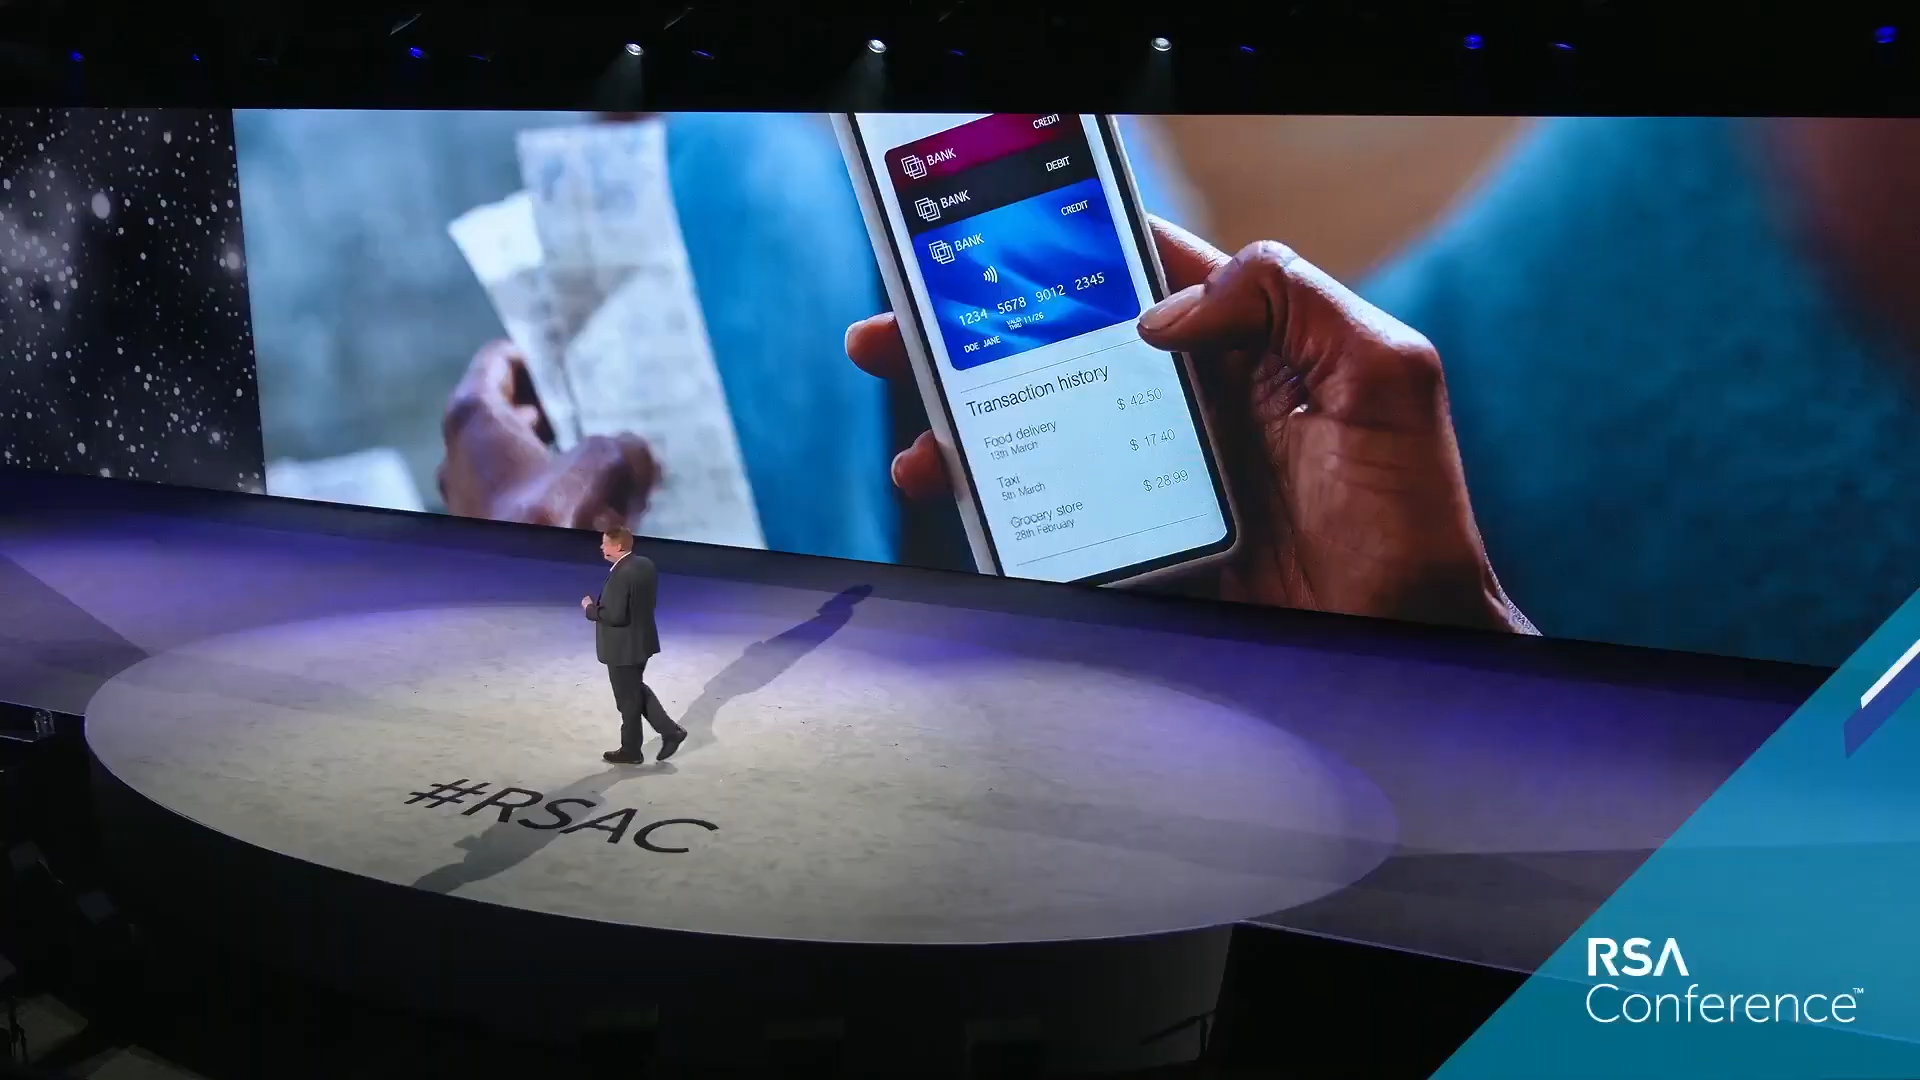 CREDIT
BANK
DEBIT
BANK
CREDIT
BANK
1234 5678 9012 2345
VALID THRU 11/26
DOE JANE
Transaction history
Food delivery $ 42.50
13th March
Taxi $ 17.40
5th March
Grocery store $ 28.99
28th February
#RSAC
RSA
Conference™